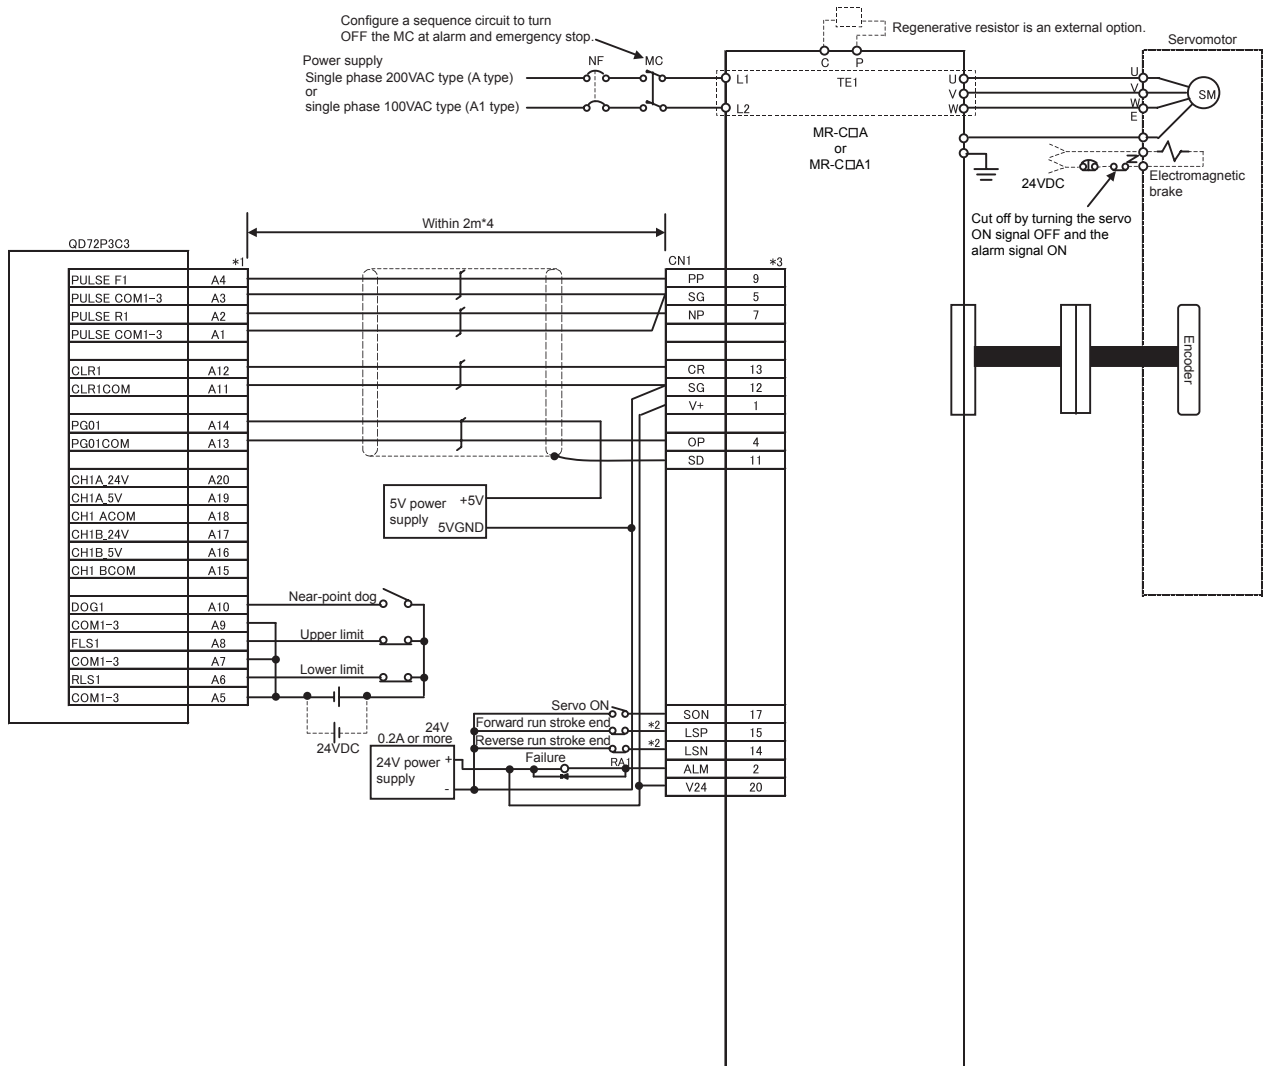 Configure a sequence circuit to turn
OFF the MC at alarm and emergency stop.
Regenerative resistor is an external option.
Servomotor
Power supply
NF
MC
C
P
Single phase 200VAC type (A type)
L1
TE1
U
U
or
V
V
SM
single phase 100VAC type (A1 type)
L2
W
W
E
MR-C□A
or
MR-C□A1
24VDC
Electromagnetic
brake
Cut off by turning the servo
ON signal OFF and the
alarm signal ON
Within 2m*4
QD72P3C3
*1
CN1
*3
PULSE F1 A4
PP 9
PULSE COM1-3 A3
SG 5
PULSE R1 A2
NP 7
PULSE COM1-3 A1
CLR1 A12
CR 13
CLR1COM A11
SG 12
V+ 1
PG01 A14
PG01COM A13
OP 4
SD 11
Encoder
CH1A_24V A20
CH1A_5V A19
CH1 ACOM A18
CH1B_24V A17
CH1B_5V A16
CH1 BCOM A15
5V power
supply
+5V
5VGND
DOG1 A10
Near-point dog
COM1-3 A9
FLS1 A8
Upper limit
COM1-3 A7
RLS1 A6
Lower limit
COM1-3 A5
24VDC
Servo ON
SON 17
Forward run stroke end
*2
LSP 15
Reverse run stroke end
*2
LSN 14
24V
0.2A or more
24V power
supply
+
-
Failure
RA1
ALM 2
V24 20